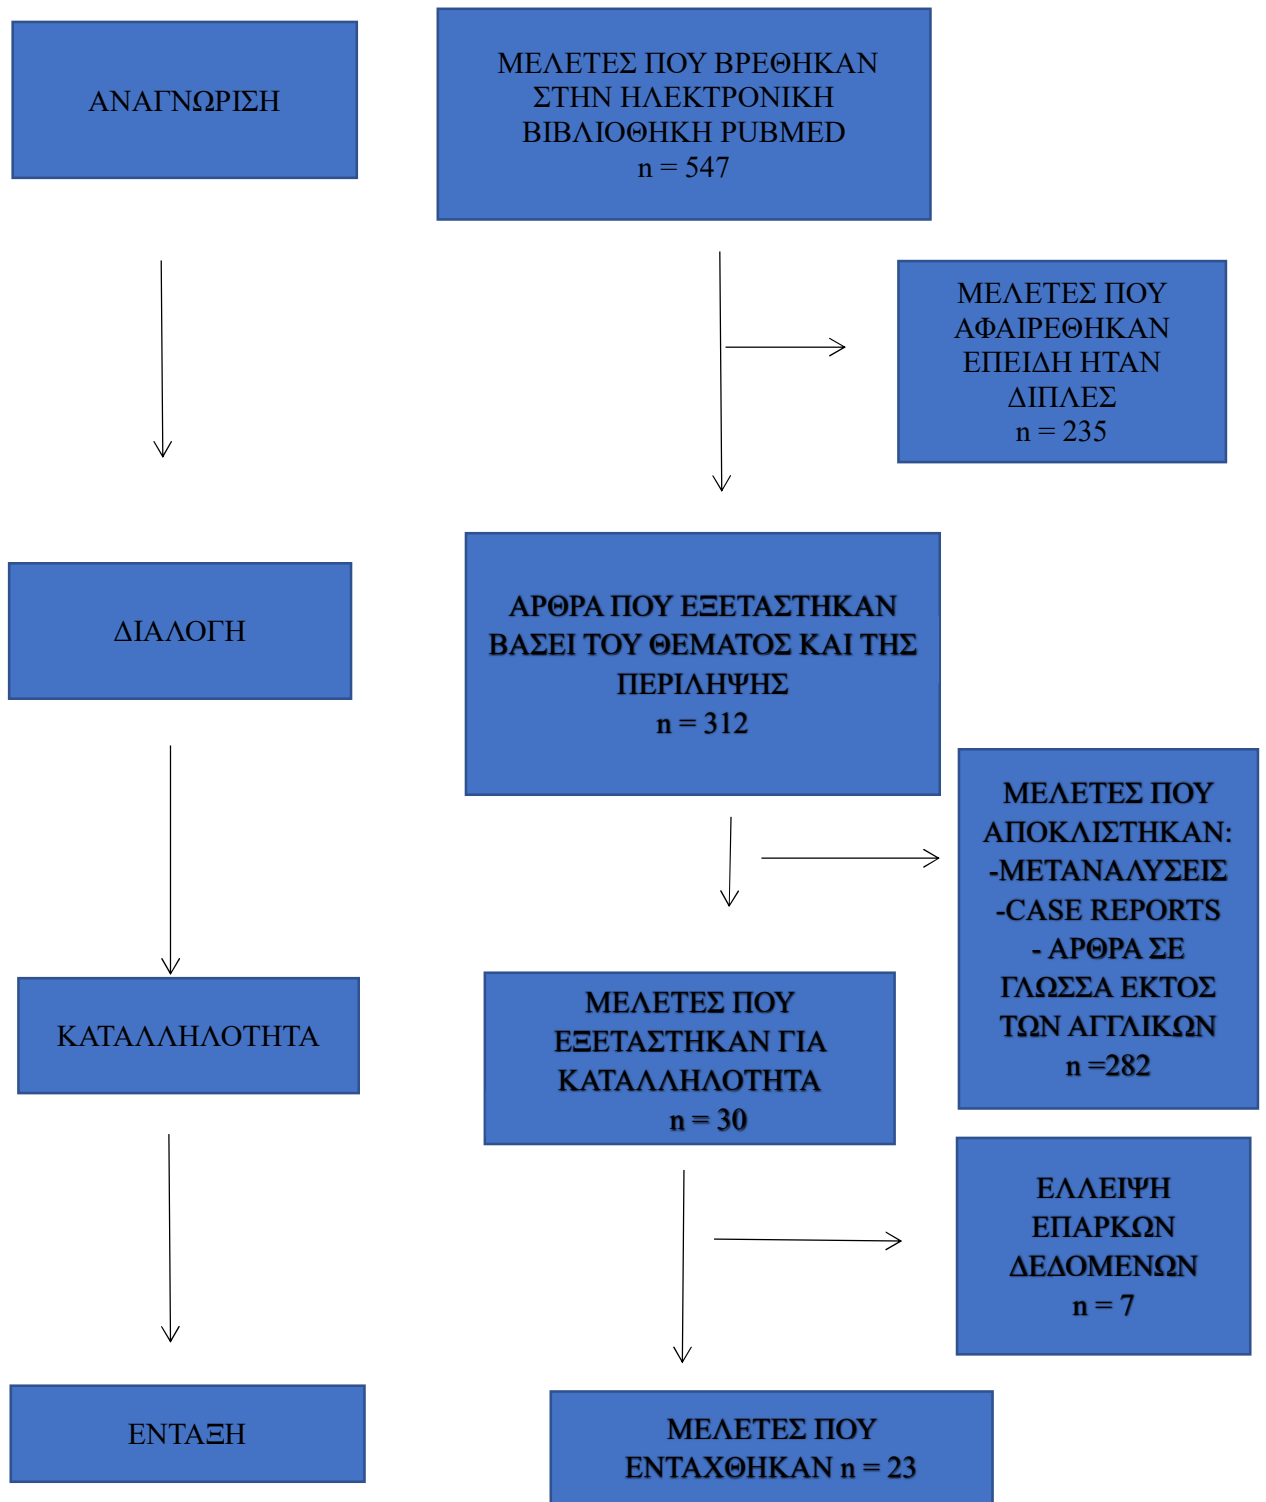 ΑΝΑΓΝΩΡΙΣΗ
ΜΕΛΕΤΕΣ ΠΟΥ ΒΡΕΘΗΚΑΝ
ΣΤΗΝ ΗΛΕΚΤΡΟΝΙΚΗ
ΒΙΒΛΙΟΘΗΚΗ PUBMED
n = 547
ΜΕΛΕΤΕΣ ΠΟΥ
ΑΦΑΙΡΕΘΗΚΑΝ
ΕΠΕΙΔΗ ΗΤΑΝ
ΔΙΠΛΕΣ
n = 235
ΔΙΑΛΟΓΗ
ΑΡΘΡΑ ΠΟΥ ΕΞΕΤΑΣΤΗΚΑΝ
ΒΑΣΕΙ ΤΟΥ ΘΕΜΑΤΟΣ ΚΑΙ ΤΗΣ
ΠΕΡΙΛΗΨΗΣ
n = 312
ΜΕΛΕΤΕΣ ΠΟΥ
ΑΠΟΚΛΙΣΤΗΚΑΝ:
-ΜΕΤΑΝΑΛΥΣΕΙΣ
-CASE REPORTS
- ΑΡΘΡΑ ΣΕ
ΓΛΩΣΣΑ ΕΚΤΟΣ
ΤΩΝ ΑΓΓΛΙΚΩΝ
n =282
ΚΑΤΑΛΛΗΛΟΤΗΤΑ
ΜΕΛΕΤΕΣ ΠΟΥ
ΕΞΕΤΑΣΤΗΚΑΝ ΓΙΑ
ΚΑΤΑΛΛΗΛΟΤΗΤΑ
n = 30
ΕΛΛΕΙΨΗ
ΕΠΑΡΚΩΝ
ΔΕΔΟΜΕΝΩΝ
n = 7
ΕΝΤΑΞΗ
ΜΕΛΕΤΕΣ ΠΟΥ
ΕΝΤΑΧΘΗΚΑΝ n = 23